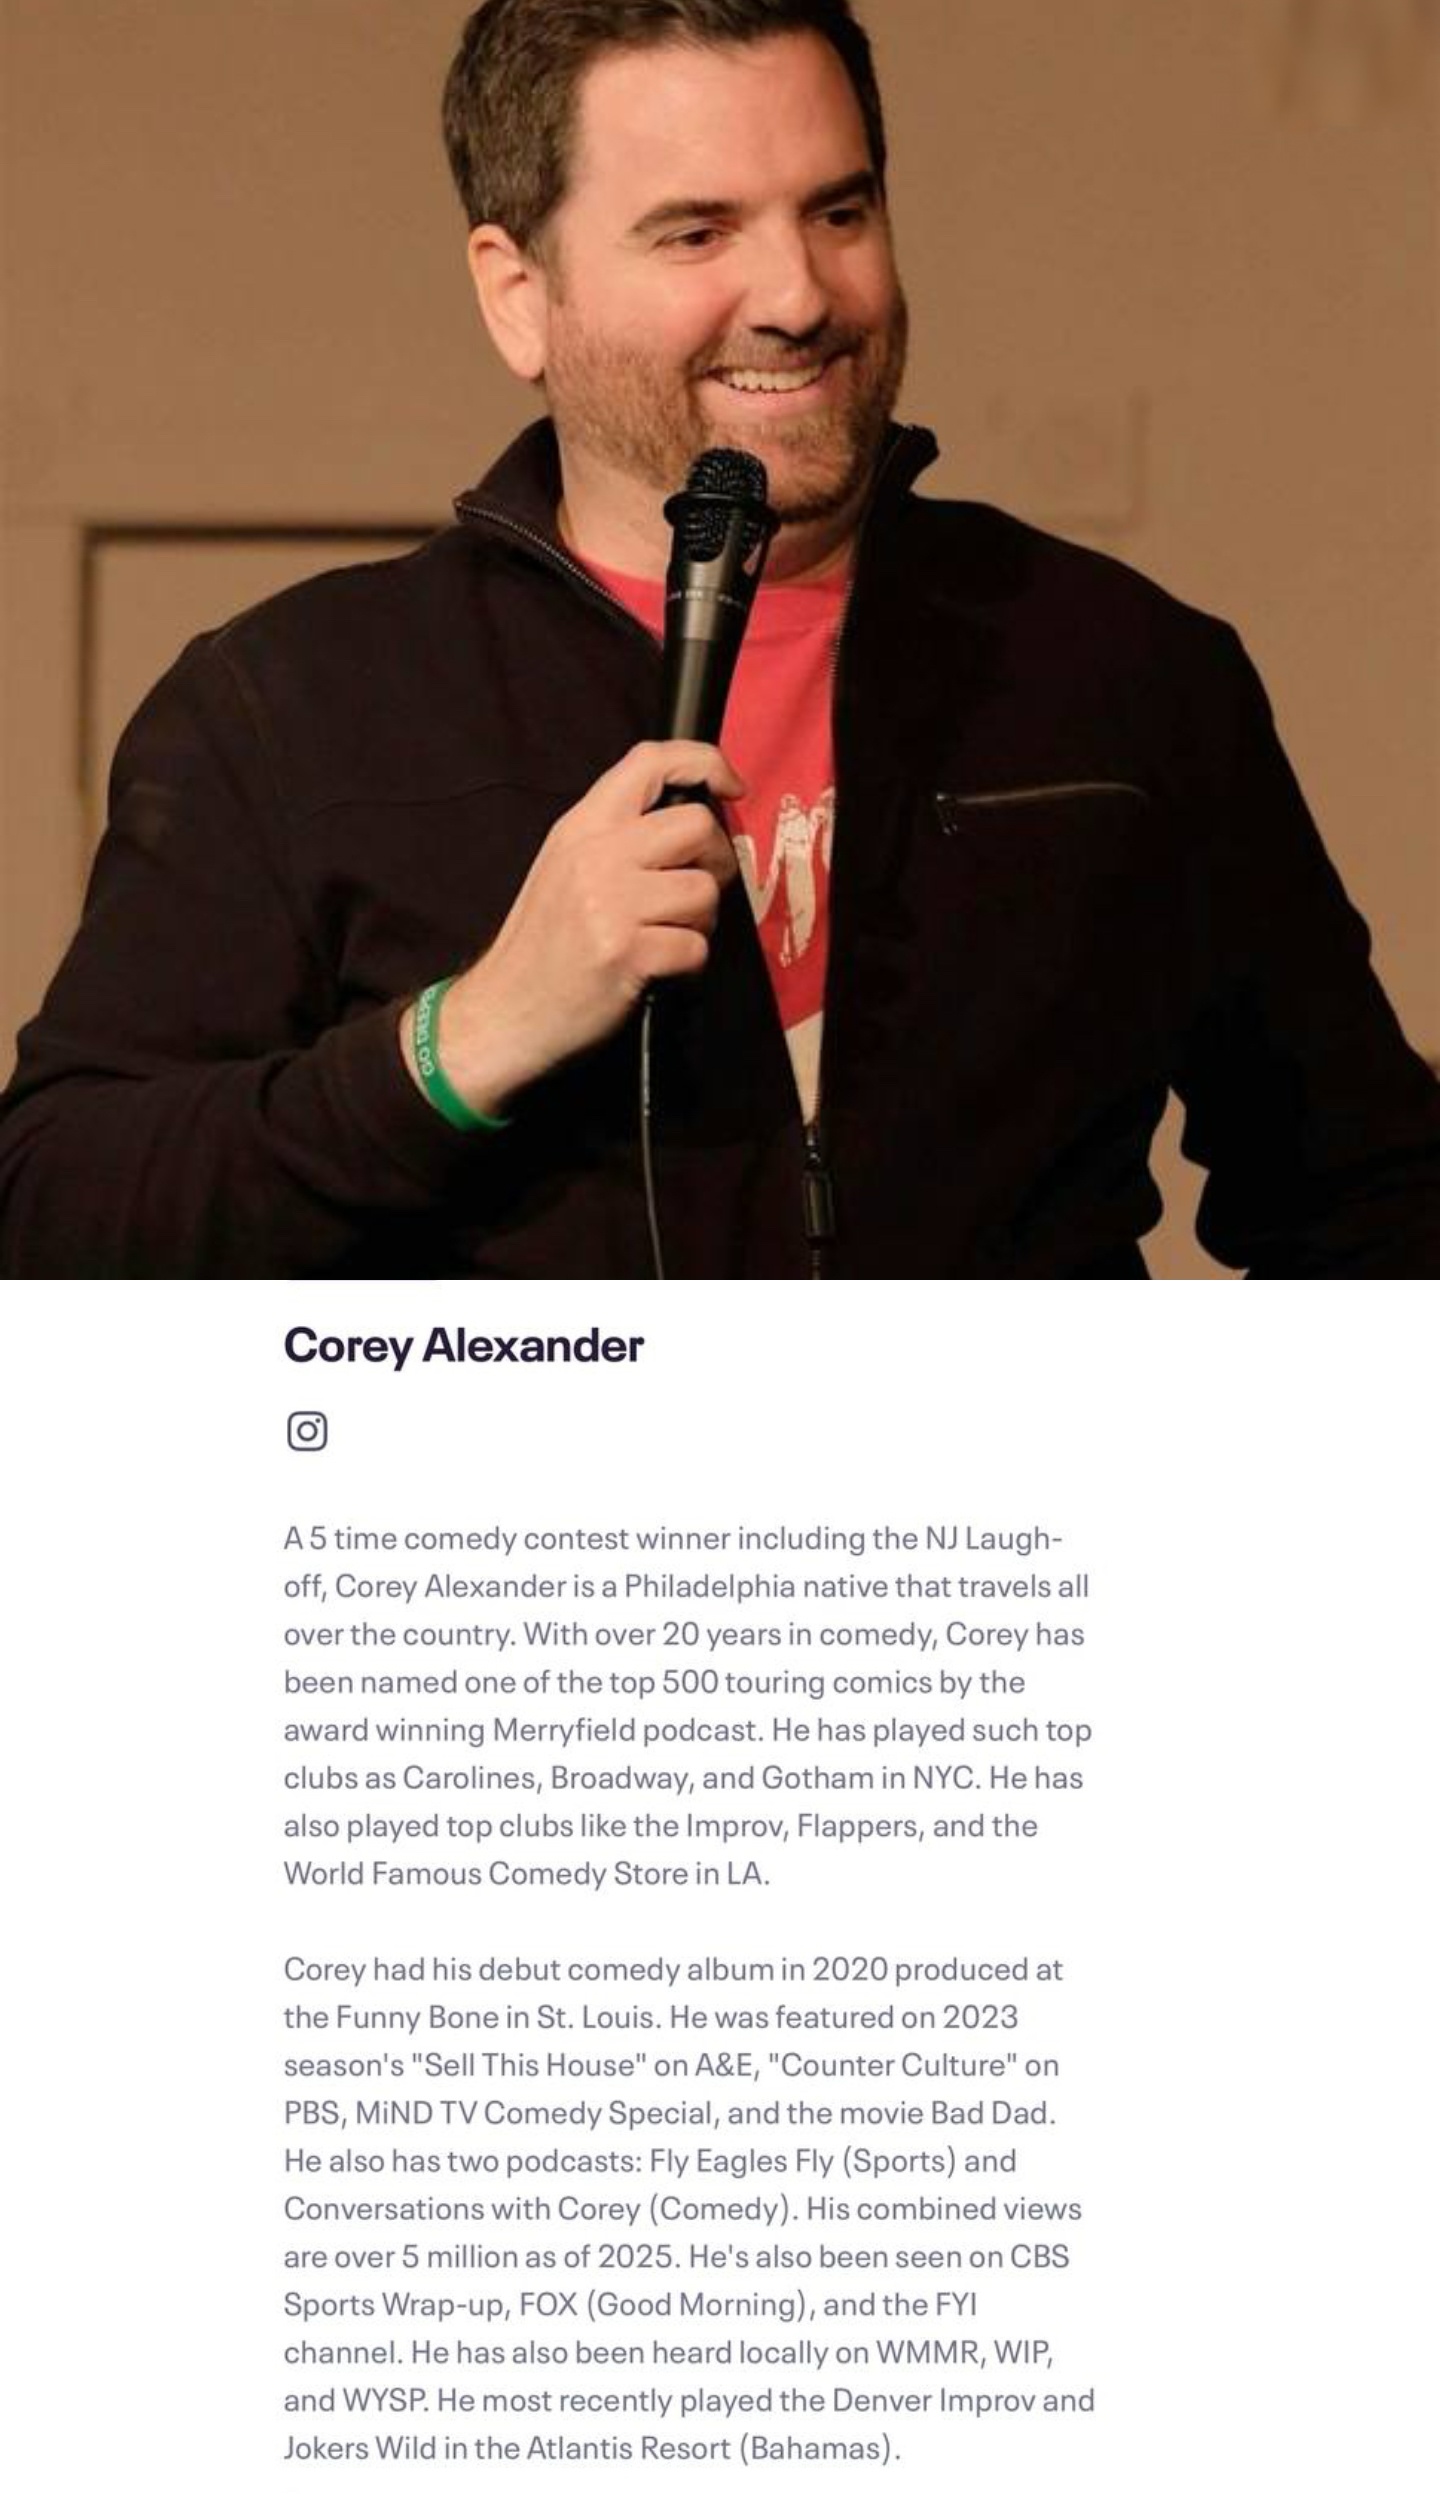 GO DEEPER
Corey Alexander
A 5 time comedy contest winner including the NJ Laugh-
off, Corey Alexander is a Philadelphia native that travels all
over the country. With over 20 years in comedy, Corey has
been named one of the top 500 touring comics by the
award winning Merryfield podcast. He has played such top
clubs as Carolines, Broadway, and Gotham in NYC. He has
also played top clubs like the Improv, Flappers, and the
World Famous Comedy Store in LA.
Corey had his debut comedy album in 2020 produced at
the Funny Bone in St. Louis. He was featured on 2023
season's "Sell This House" on A&E, "Counter Culture" on
PBS, MiND TV Comedy Special, and the movie Bad Dad.
He also has two podcasts: Fly Eagles Fly (Sports) and
Conversations with Corey (Comedy). His combined views
are over 5 million as of 2025. He's also been seen on CBS
Sports Wrap-up, FOX (Good Morning), and the FYI
channel. He has also been heard locally on WMMR, WIP,
and WYSP. He most recently played the Denver Improv and
Jokers Wild in the Atlantis Resort (Bahamas).